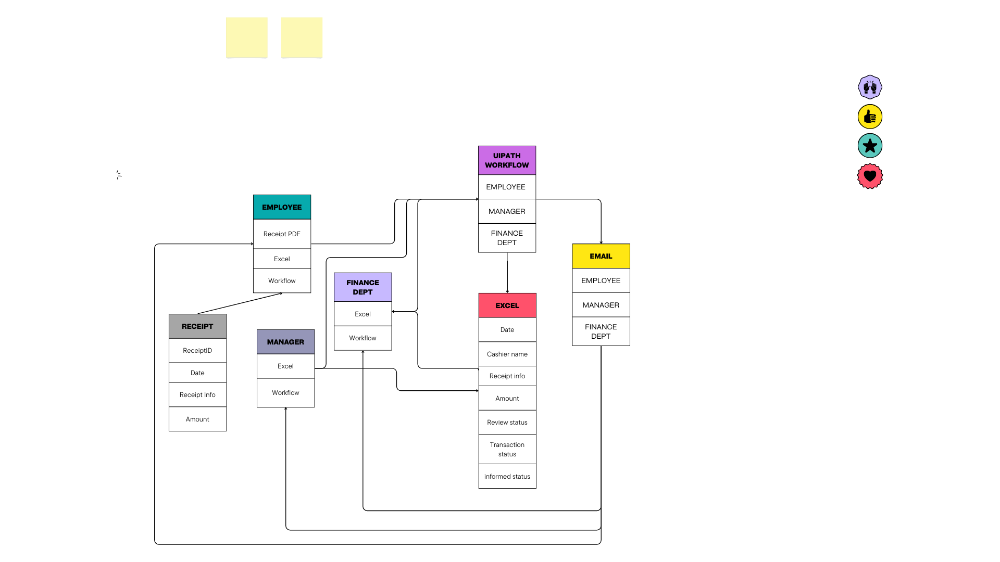 UIPATH
WORKFLOW
EMPLOYEE
MANAGER
FINANCE
DEPT
EMPLOYEE
Receipt PDF
Excel
Workflow
EMAIL
EMPLOYEE
MANAGER
FINANCE
DEPT
FINANCE
DEPT
Excel
Workflow
EXCEL
Date
Cashier name
Receipt info
Amount
Review status
Transaction
status
informed status
RECEIPT
ReceiptID
Date
Receipt Info
Amount
MANAGER
Excel
Workflow